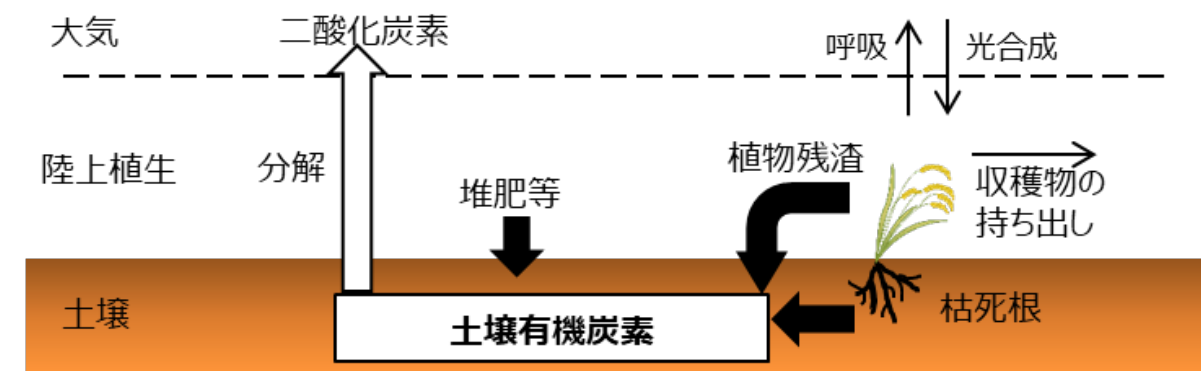 大気
二酸化炭素
呼吸
光合成
陸上植生
分解
堆肥等
植物残渣
収穫物の
持ち出し
土壌
土壌有機炭素
枯死根